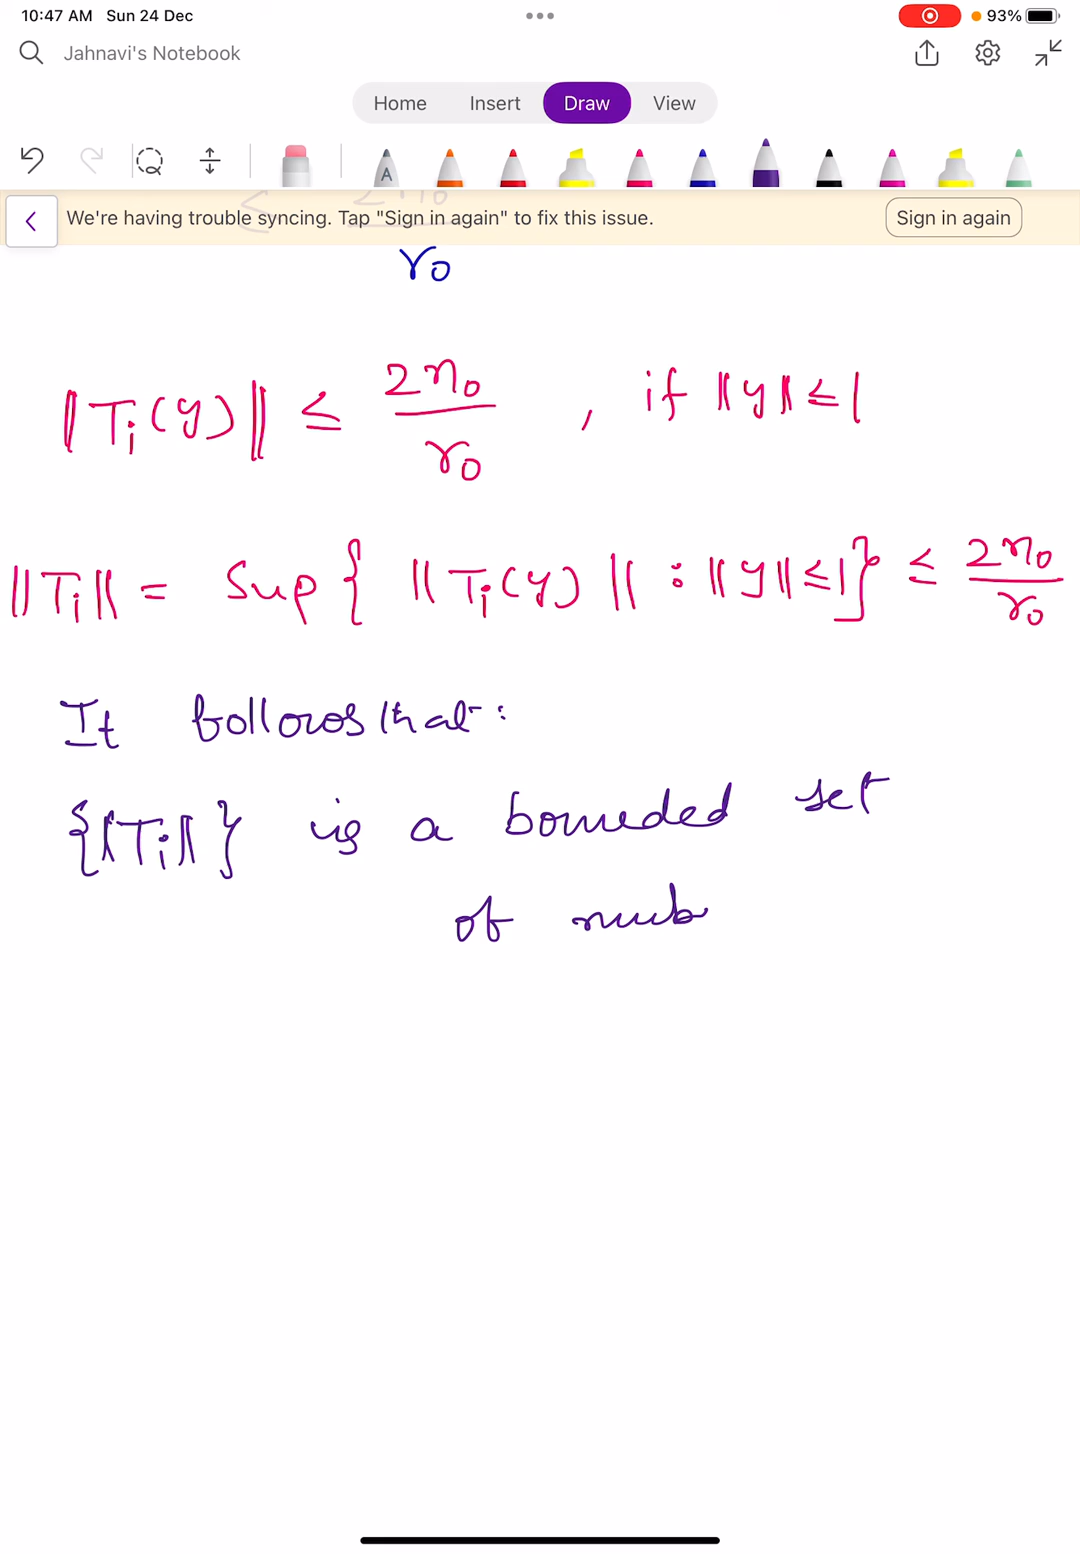 10:47 AM Sun 24 Dec
93%
Jahnavi's Notebook
Home Insert Draw View
A
We're having trouble syncing. Tap "Sign in again" to fix this issue. Sign in again
r₀
‖Tᵢ(y)‖ ≤ 2n₀/r₀ , if ‖y‖ ≤ 1
‖Tᵢ‖ = Sup{ ‖Tᵢ(y)‖ : ‖y‖ ≤ 1} ≤ 2n₀/r₀
It follows that :
{‖Tᵢ‖} is a bounded set
of numb